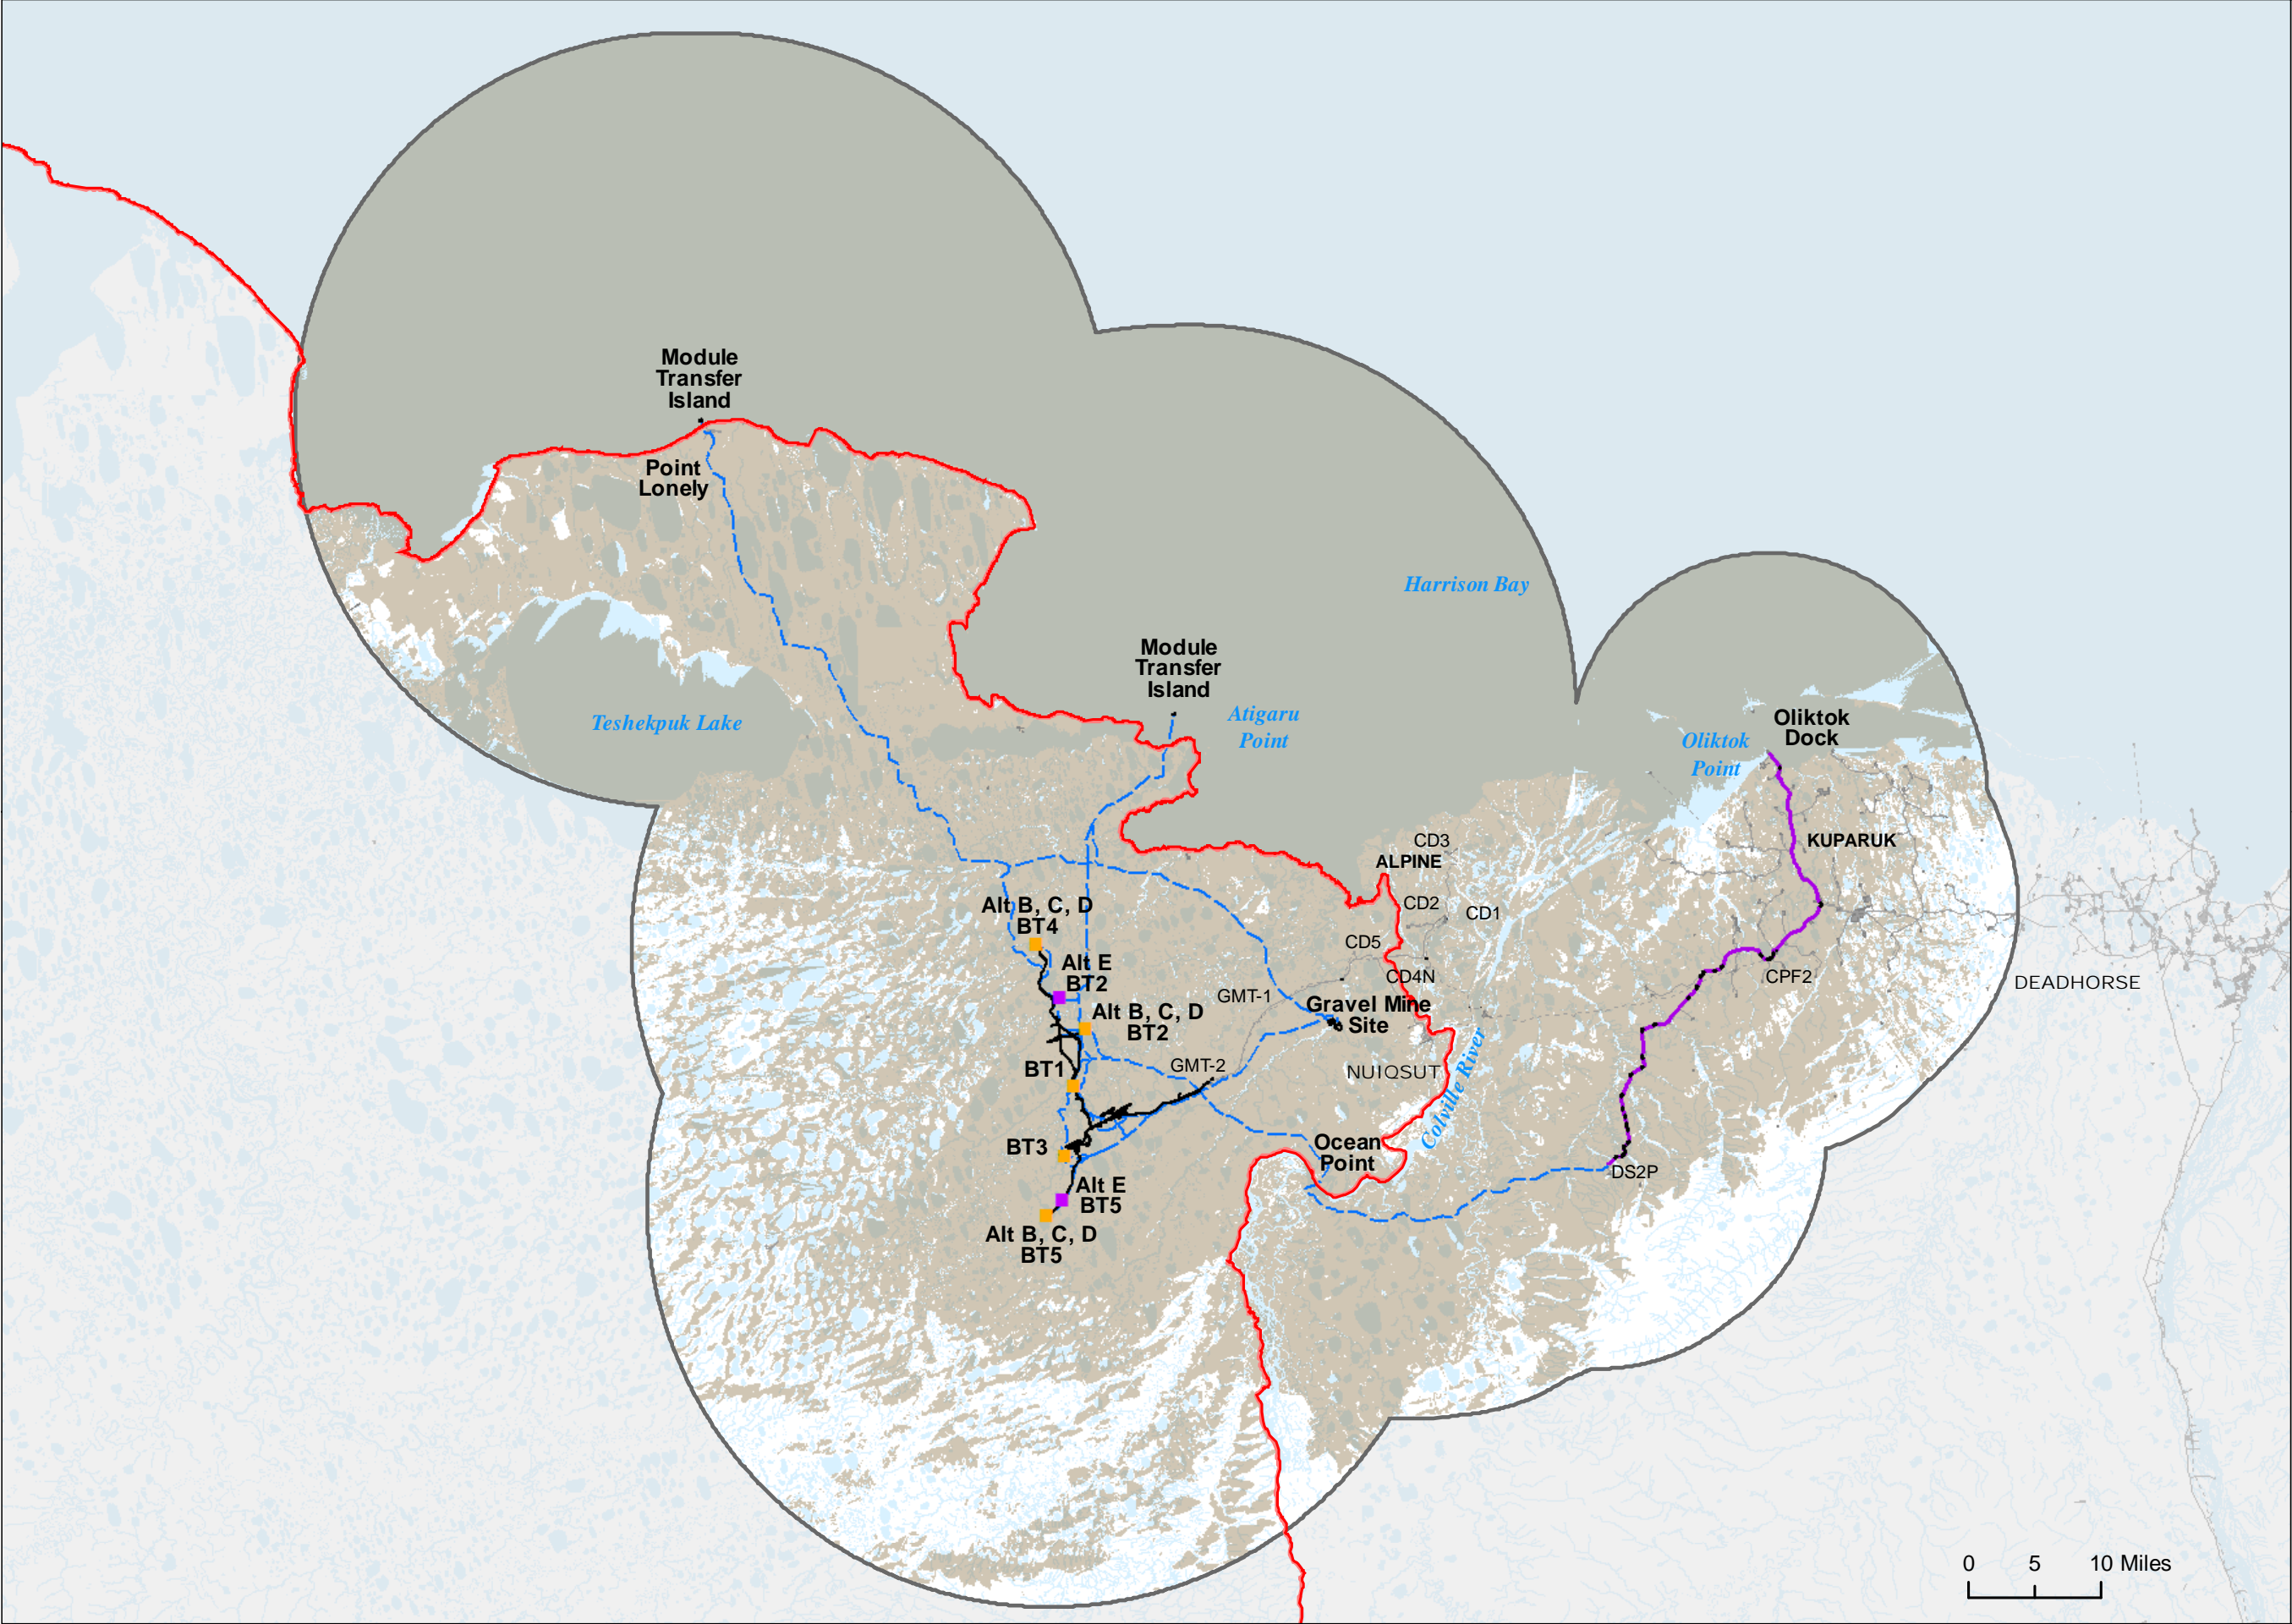 Module
Transfer
Island
Point
Lonely
Harrison Bay
Module
Transfer
Island
Teshekpuk Lake
Atigaru
Point
Oliktok
Dock
Oliktok
Point
KUPARUK
CD3
ALPINE
Alt B, C, D
BT4
CD2
CD1
CD5
Alt E
BT2
CD4N
CPF2
DEADHORSE
GMT-1
Gravel Mine
Site
Alt B, C, D
BT2
GMT-2
BT1
NUIQSUT
Colville River
BT3
Ocean
Point
DS2P
Alt E
BT5
Alt B, C, D
BT5
0 5 10 Miles